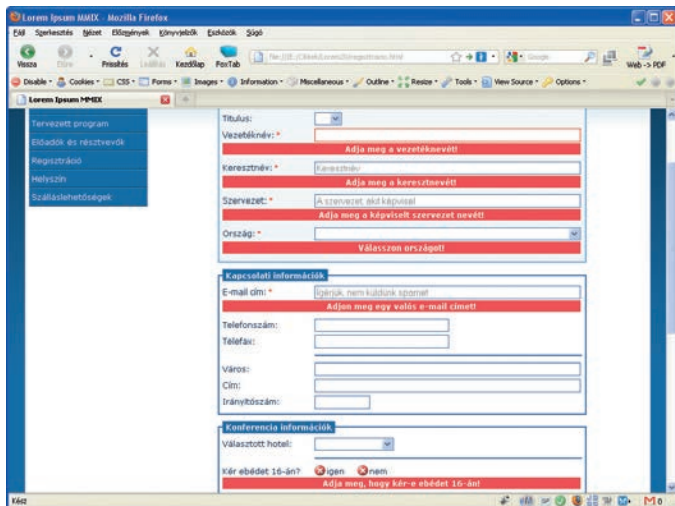 Lorem Ipsum MMIX - Mozilla Firefox
Fájl Szerkesztés Nézet Előzmények Könyvjelzők Eszközök Súgó
Vissza Előre Frissítés Leállítás Kezdőlap FoxTab Google Web -> PDF
Disable Cookies CSS Forms Images Information Miscellaneous Outline Resize Tools View Source Options
Lorem Ipsum MMIX
Tervezett program
Előadók és résztvevők
Regisztráció
Helyszín
Szálláslehetőségek
Titulus:
Vezetéknév: *
Adja meg a vezetéknevét!
Keresztnév: * Keresztnév
Adja meg a keresztnevét!
Szervezet: * A szervezet, akit képvisel
Adja meg a képviselt szervezet nevét!
Ország: *
Válasszon országot!
Kapcsolati információk
E-mail cím: * Ígérjük, nem küldünk spamet
Adjon meg egy valós e-mail címet!
Telefonszám:
Telefax:
Város:
Cím:
Irányítószám:
Konferencia információk
Választott hotel:
Kér ebédet 16-án? igen nem
Adja meg, hogy kér-e ebédet 16-án!
Kész 0